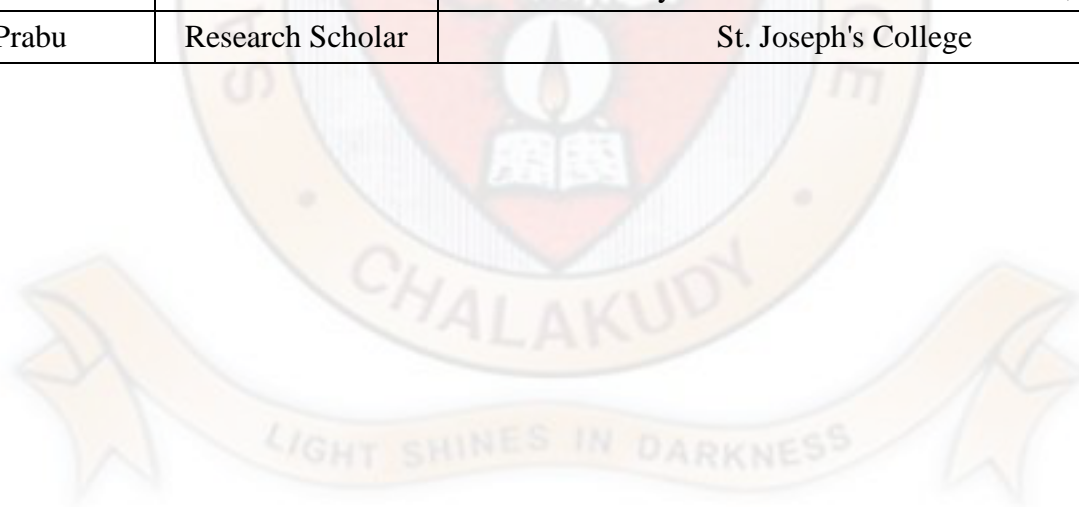 Prabu Research Scholar St. Joseph's College
CHALAKUDY
LIGHT SHINES IN DARKNESS